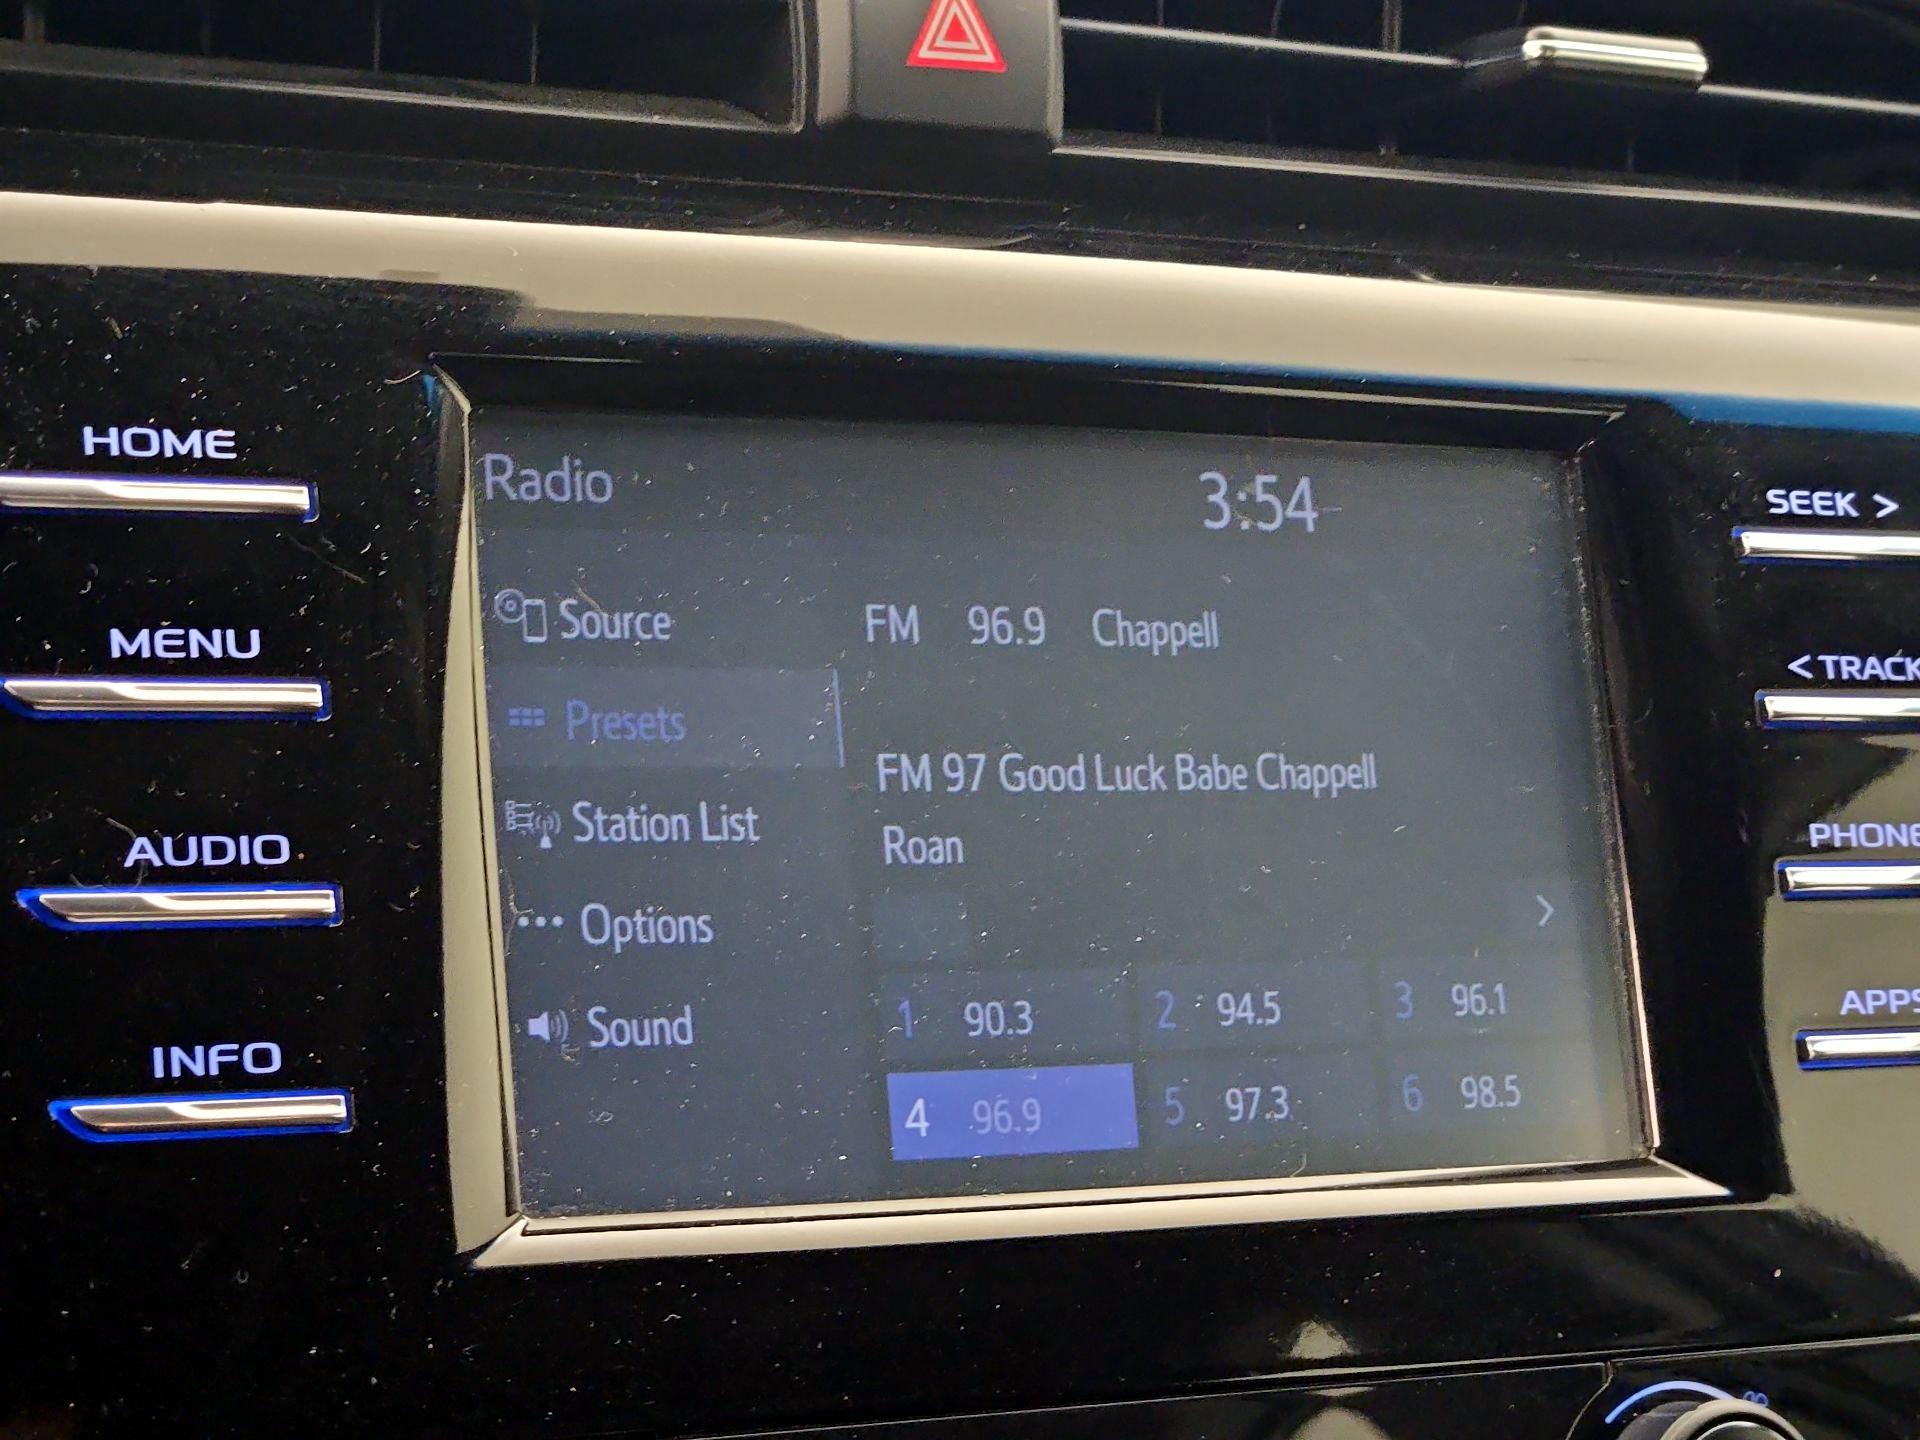 HOME
MENU
AUDIO
INFO
Radio
3:54
Source
Presets
Station List
Options
Sound
FM 96.9 Chappell
FM 97 Good Luck Babe Chappell
Roan
>
1 90.3 2 94.5 3 96.1
4 96.9 5 97.3 6 98.5
SEEK >
< TRACK
PHONE
APPS